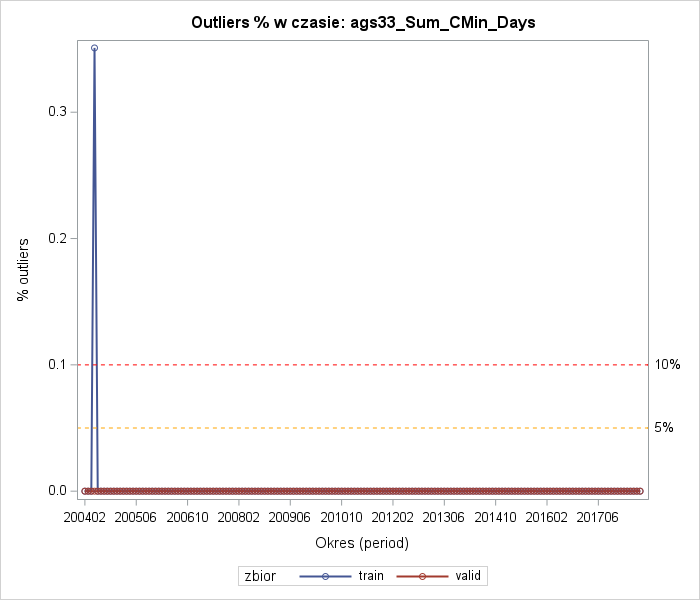 Outliers % w czasie: ags33_Sum_CMin_Days
% outliers
0.3
0.2
0.1
0.0
10%
5%
200402 200506 200610 200802 200906 201010 201202 201306 201410 201602 201706
Okres (period)
zbior train valid